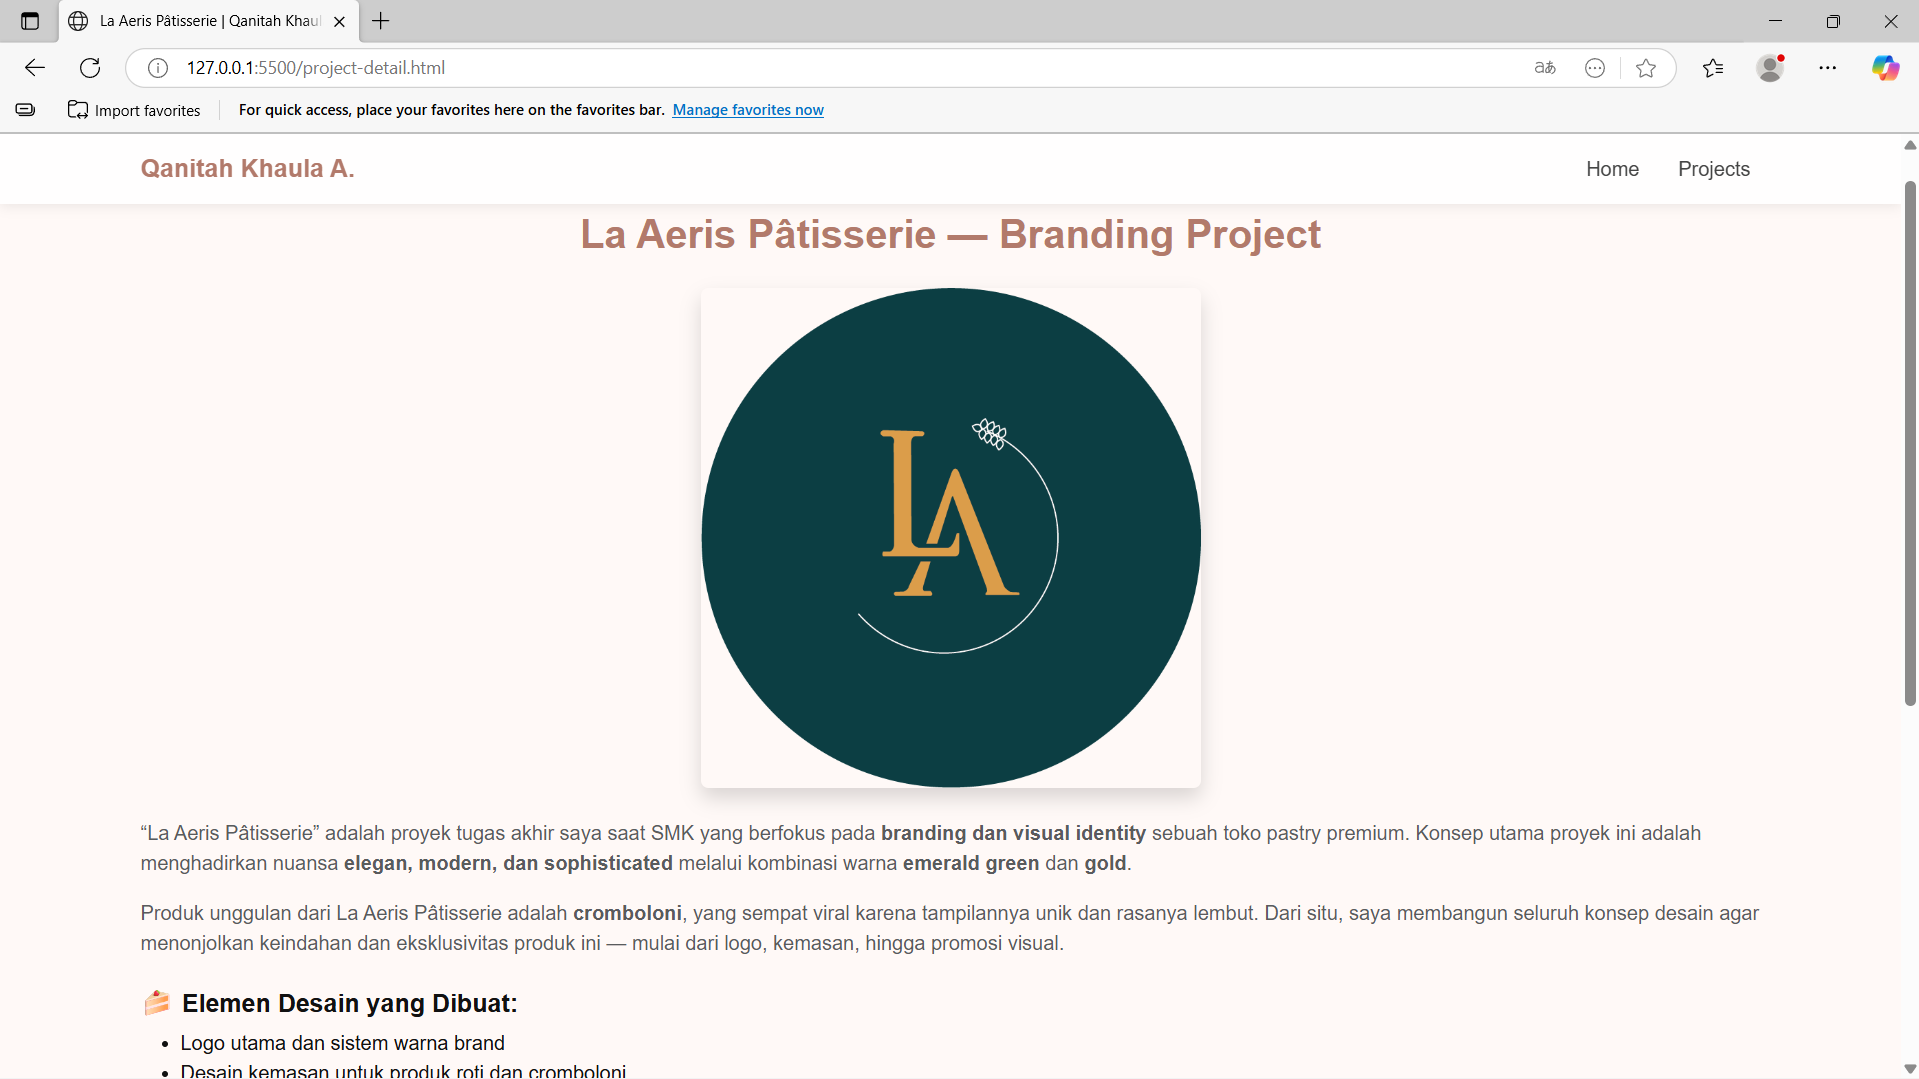 La Aeris Pâtisserie | Qanitah Khaul
127.0.0.1:5500/project-detail.html
aあ
Import favorites
For quick access, place your favorites here on the favorites bar. Manage favorites now
Qanitah Khaula A.
Home
Projects
La Aeris Pâtisserie — Branding Project
LA
“La Aeris Pâtisserie” adalah proyek tugas akhir saya saat SMK yang berfokus pada branding dan visual identity sebuah toko pastry premium. Konsep utama proyek ini adalah
menghadirkan nuansa elegan, modern, dan sophisticated melalui kombinasi warna emerald green dan gold.
Produk unggulan dari La Aeris Pâtisserie adalah cromboloni, yang sempat viral karena tampilannya unik dan rasanya lembut. Dari situ, saya membangun seluruh konsep desain agar
menonjolkan keindahan dan eksklusivitas produk ini — mulai dari logo, kemasan, hingga promosi visual.
🍰 Elemen Desain yang Dibuat:
• Logo utama dan sistem warna brand
• Desain kemasan untuk produk roti dan cromboloni